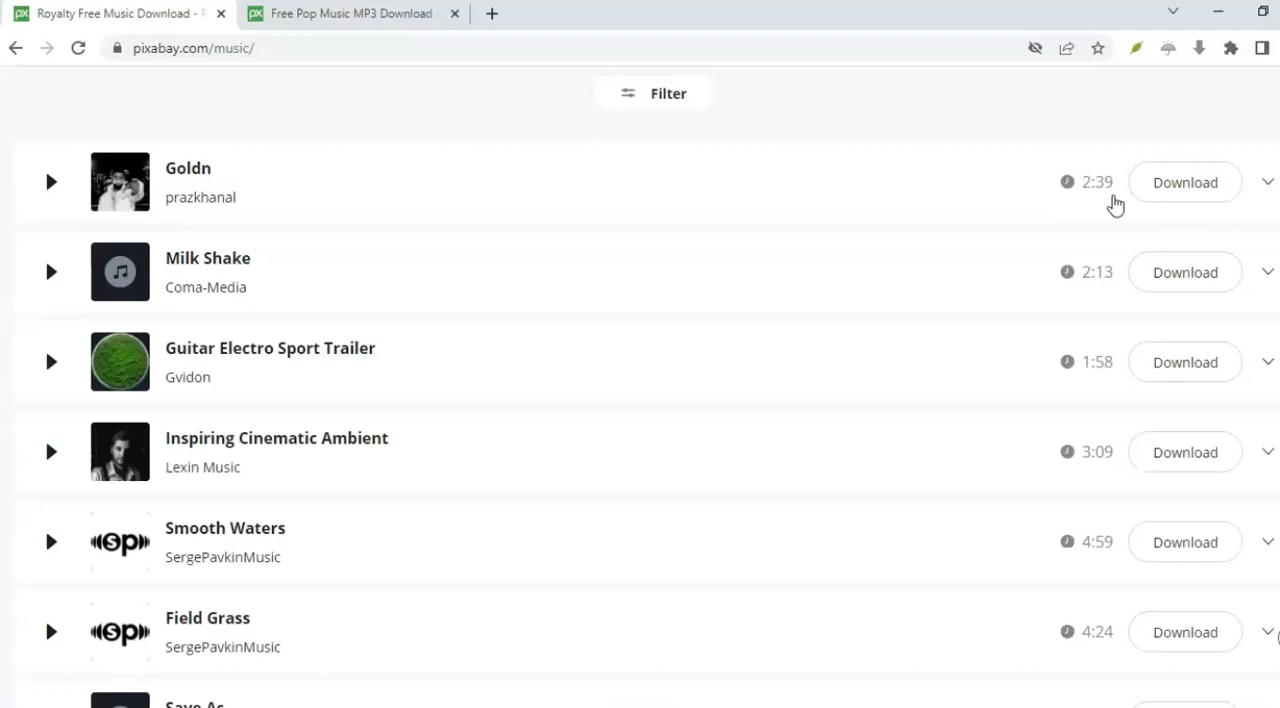 Royalty Free Music Download -
Free Pop Music MP3 Download
pixabay.com/music/
Filter
Goldn
prazkhanal
2:39
Download
Milk Shake
Coma-Media
2:13
Download
Guitar Electro Sport Trailer
Gvidon
1:58
Download
Inspiring Cinematic Ambient
Lexin Music
3:09
Download
Smooth Waters
SergePavkinMusic
4:59
Download
Field Grass
SergePavkinMusic
4:24
Download
Save As